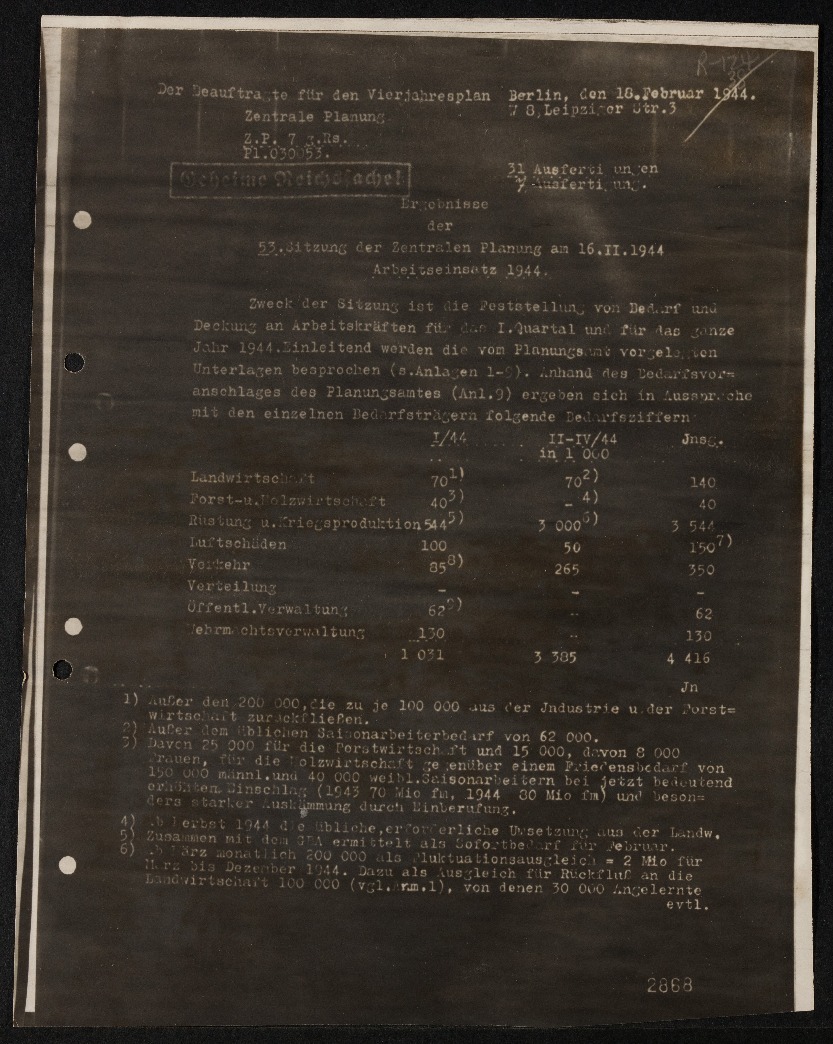 R-124
Der Beauftragte für den Vierjahresplan Berlin, den 18.Februar 1944.
Zentrale Planung W 8,Leipziger Str.3
Z.P. 7 g.Rs.
Pl.030053.
Geheime Reichssache!
31 Ausfertigungen
7 Ausfertigung.
Ergebnisse
der
53.Sitzung der Zentralen Planung am 16.II.1944
Arbeitseinsatz 1944.
Zweck der Sitzung ist die Feststellung von Bedarf und
Deckung an Arbeitskräften für das I.Quartal und für das ganze
Jahr 1944.Einleitend werden die vom Planungsamt vorgelegten
Unterlagen besprochen (s.Anlagen 1-9). Anhand des Bedarfsvor=
anschlages des Planungsamtes (Anl.9) ergeben sich in Aussprache
mit den einzelnen Bedarfsträgern folgende Bedarfsziffern
I/44 II-IV/44 Jnsg.
in 1 000
Landwirtschaft 70 1) 70 2) 140
Forst-u.Holzwirtschaft 40 3) - 4) 40
Rüstung u.Kriegsproduktion 544 5) 3 000 6) 3 544
Luftschäden 100 50 150 7)
Verkehr 85 8) 265 350
Verteilung - - -
Öffentl.Verwaltung 62 9) -- 62
Wehrmachtsverwaltung 130 -- 130
1 031 3 385 4 416
Jn
1) Außer den 200 000,die zu je 100 000 aus der Jndustrie u.der Forst=
wirtschaft zurückfließen.
2) Außer dem üblichen Saisonarbeiterbedarf von 62 000.
3) Davon 25 000 für die Forstwirtschaft und 15 000, davon 8 000
Frauen, für die Holzwirtschaft gegenüber einem Friedensbedarf von
150 000 männl.und 40 000 weibl.Saisonarbeitern bei jetzt bedeutend
erhöhtem Einschlag (1943 70 Mio fm, 1944 80 Mio fm) und beson=
ders starker Auskämmung durch Einberufung.
4) Ab Herbst 1944 die übliche,erforderliche Umsetzung aus der Landw.
5) Zusammen mit dem GBA ermittelt als Sofortbedarf für Februar.
6) Ab März monatlich 200 000 als Fluktuationsausgleich = 2 Mio für
März bis Dezember 1944. Dazu als Ausgleich für Rückfluß an die
Landwirtschaft 100 000 (vgl.Anm.1), von denen 30 000 Angelernte
evtl.
2868